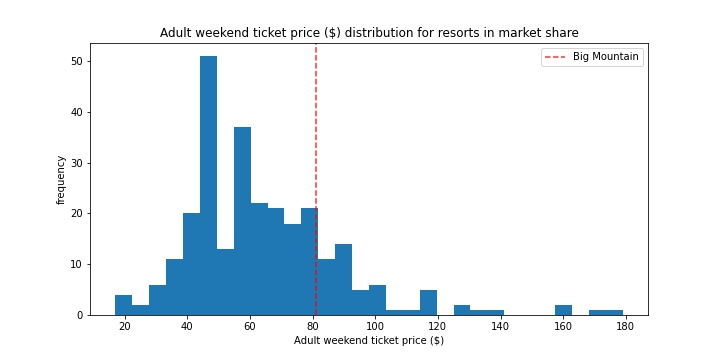 Adult weekend ticket price ($) distribution for resorts in market share
Big Mountain
frequency
50
40
30
20
10
0
20 40 60 80 100 120 140 160 180
Adult weekend ticket price ($)